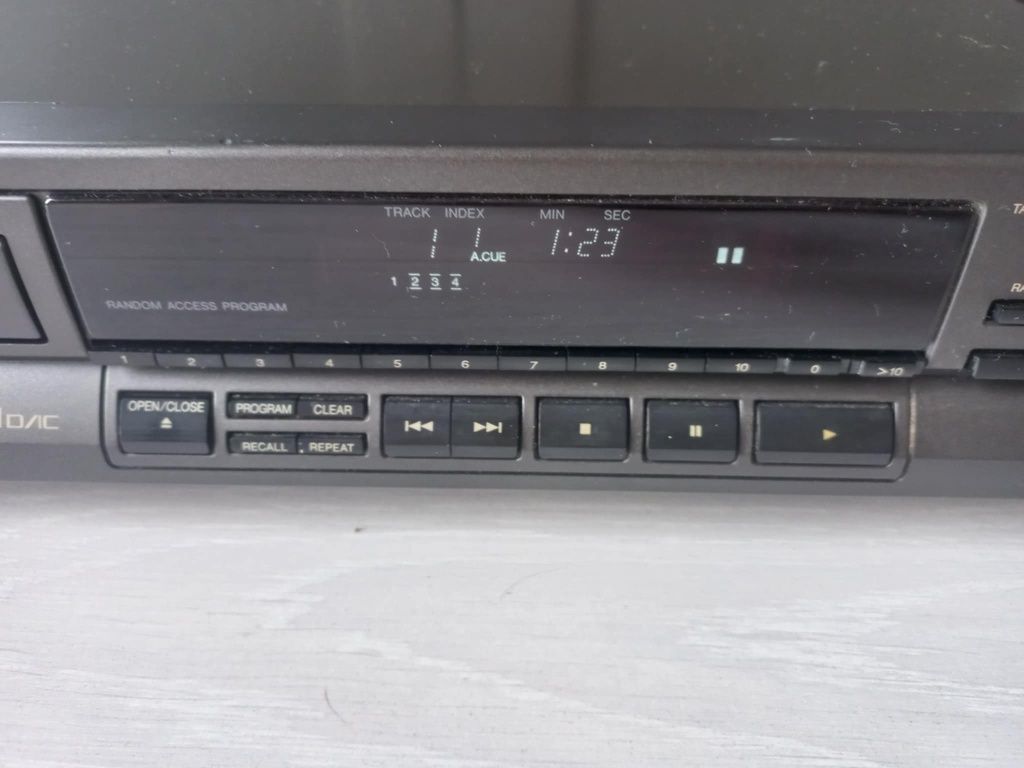 TRACK INDEX MIN SEC
1 1 1:23
A.CUE
1 2 3 4
RANDOM ACCESS PROGRAM
1 2 3 4 5 6 7 8 9 10 0 >10
OPEN/CLOSE PROGRAM CLEAR
RECALL REPEAT